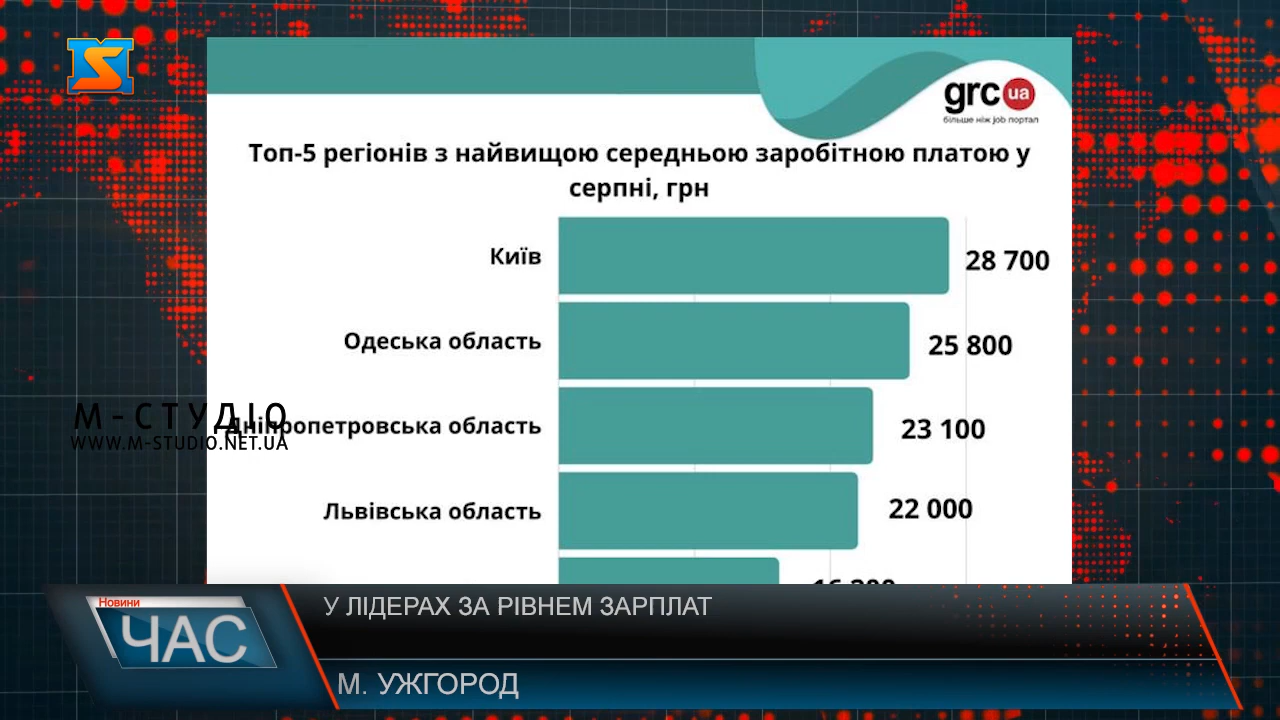 grc ua
більше ніж job портал
Топ-5 регіонів з найвищою середньою заробітною платою у
серпні, грн
Київ
28 700
Одеська область
25 800
Дніпропетровська область
23 100
М-СТУДІО
WWW.M-STUDIO.NET.UA
Львівська область
22 000
Новини
ЧАС
У ЛІДЕРАХ ЗА РІВНЕМ ЗАРПЛАТ
М. УЖГОРОД